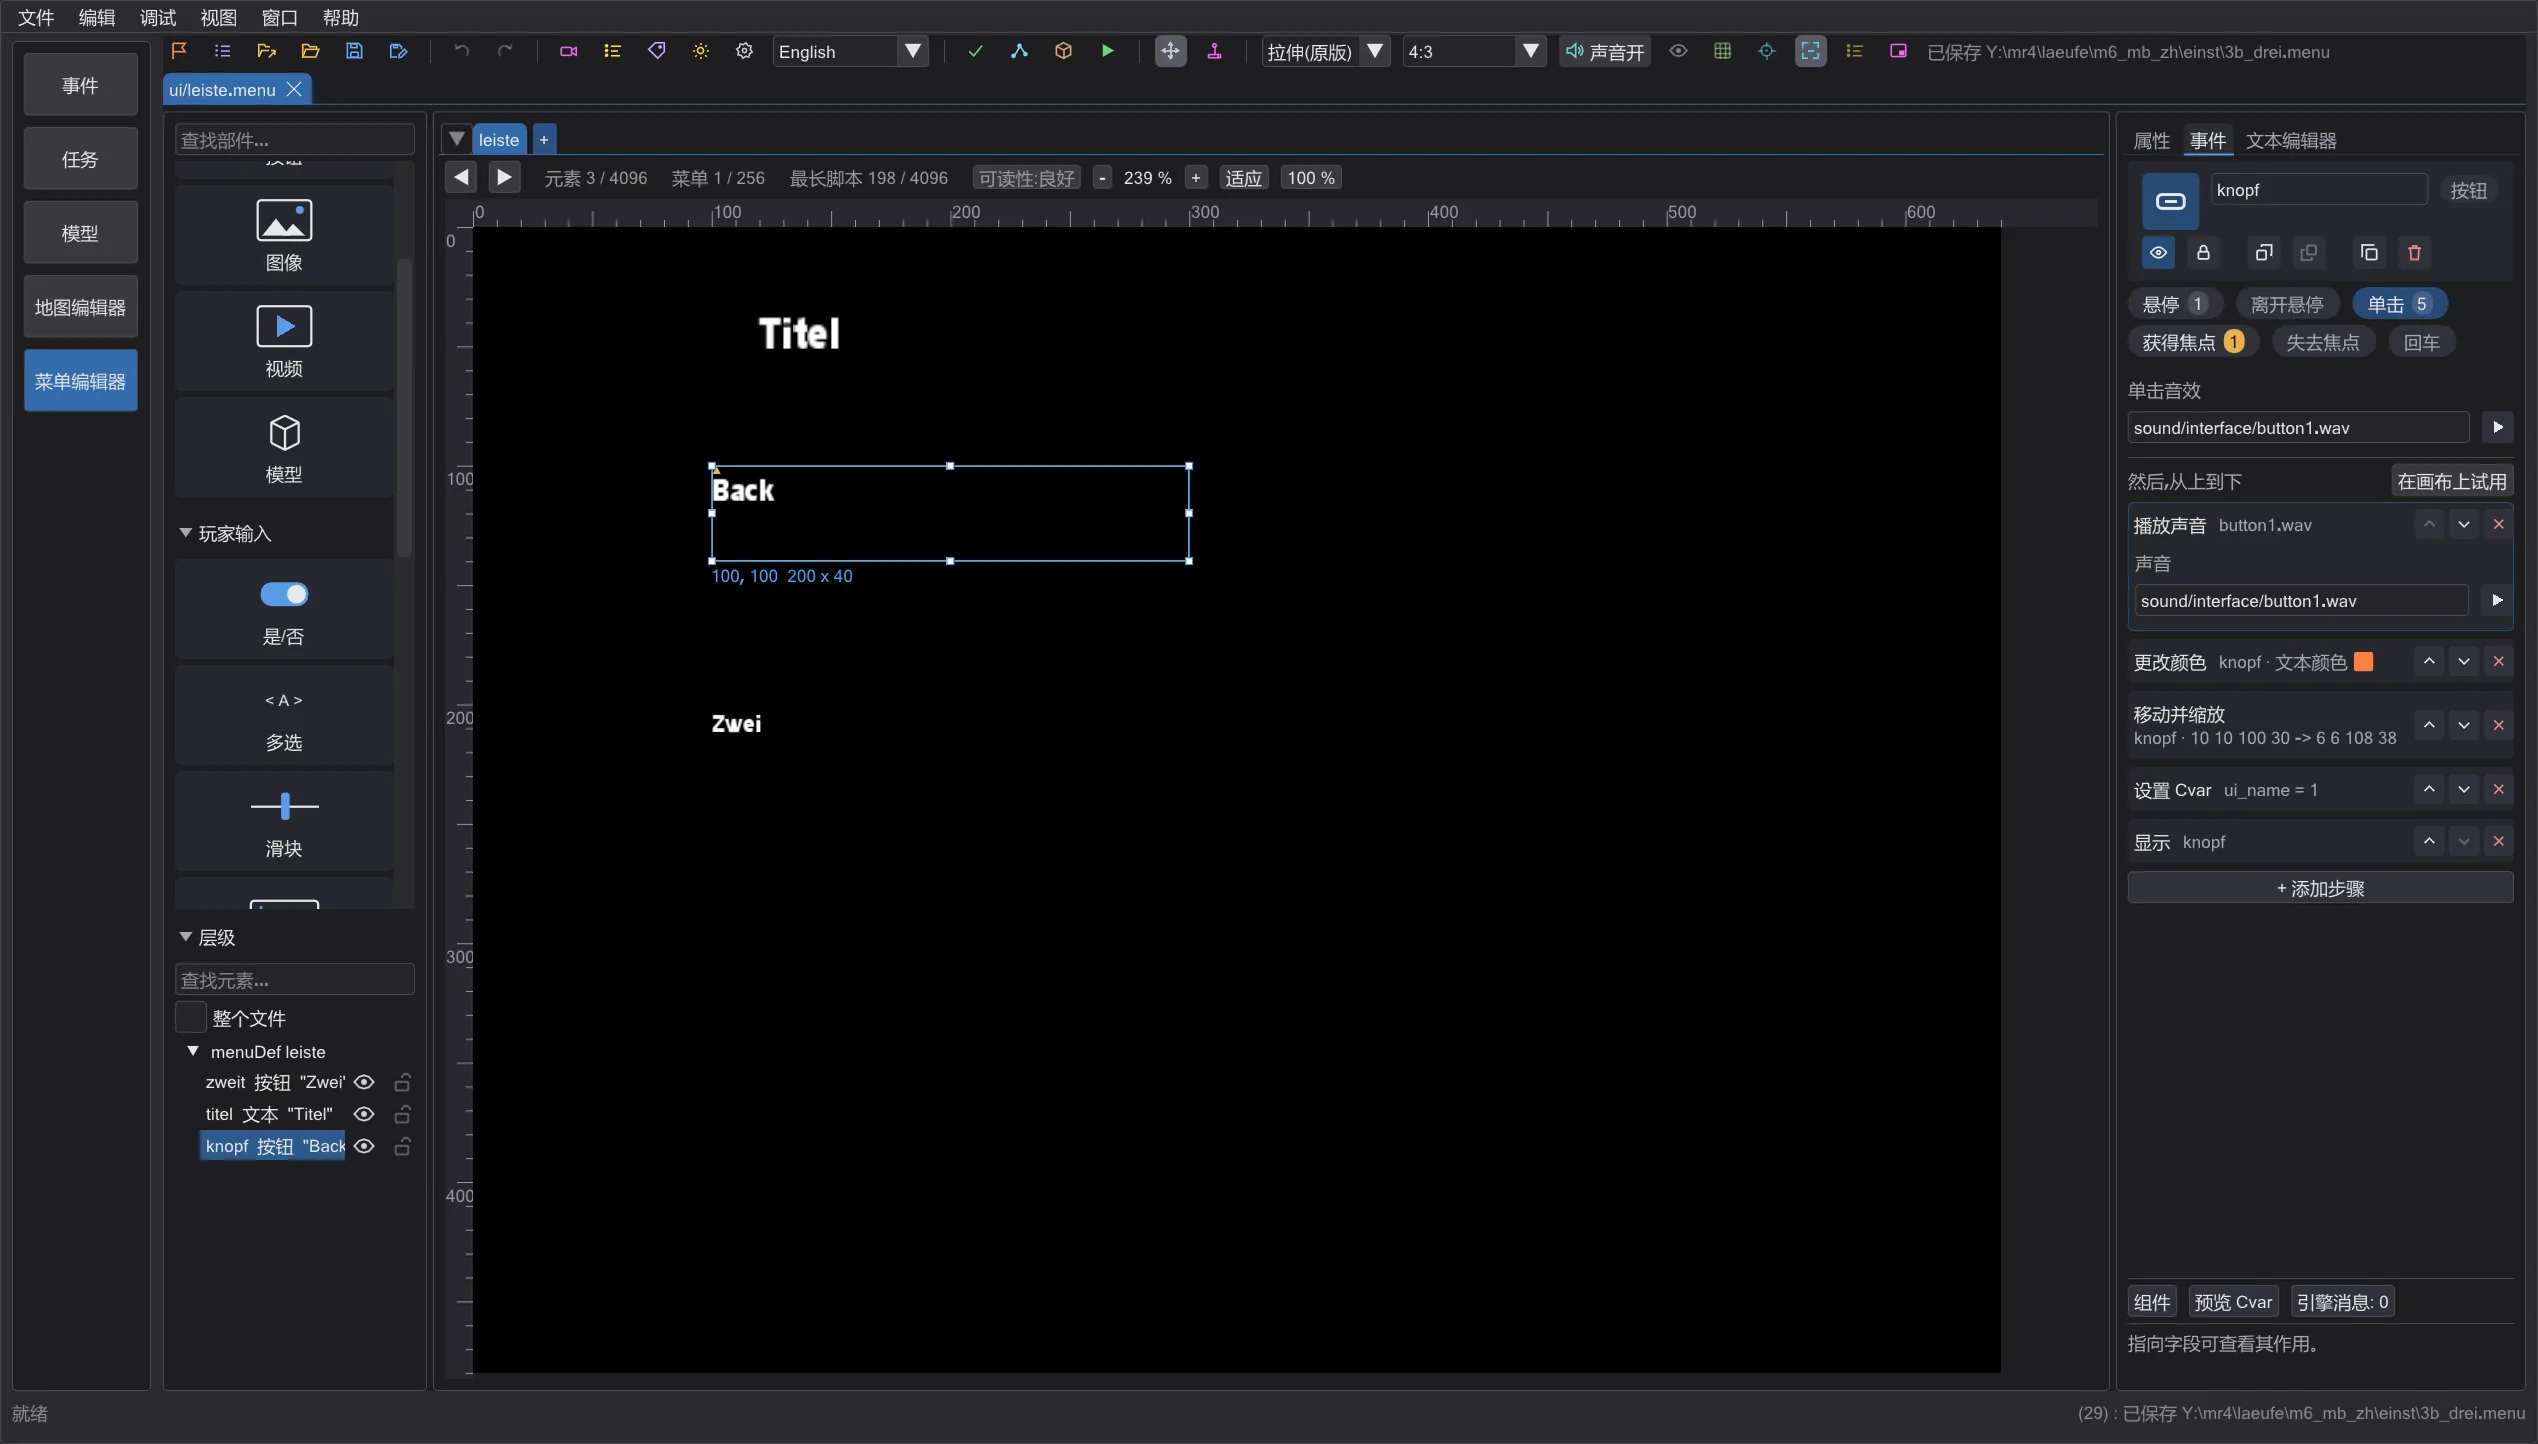 文件 编辑 调试 视图 窗口 帮助
English
拉伸(原版)
4:3
声音开
已保存 Y:\mr4\laeufe\m6_mb_zh\einst\3b_drei.menu
事件
任务
模型
地图编辑器
菜单编辑器
ui/leiste.menu
查找部件...
图像
视频
模型
玩家输入
是/否
< A >
多选
滑块
层级
查找元素...
整个文件
menuDef leiste
zweit 按钮 "Zwei"
titel 文本 "Titel"
knopf 按钮 "Back
leiste +
元素 3 / 4096 菜单 1 / 256 最长脚本 198 / 4096 可读性:良好 - 239 % + 适应 100 %
0 100 200 300 400 500 600
0
100
200
300
400
Titel
Back
100, 100 200 x 40
Zwei
属性 事件 文本编辑器
knopf 按钮
悬停 1 离开悬停 单击 5
获得焦点 1 失去焦点 回车
单击音效
sound/interface/button1.wav
然后,从上到下 在画布上试用
播放声音 button1.wav
声音
sound/interface/button1.wav
更改颜色 knopf · 文本颜色
移动并缩放
knopf · 10 10 100 30 -> 6 6 108 38
设置 Cvar ui_name = 1
显示 knopf
+ 添加步骤
组件 预览 Cvar 引擎消息: 0
指向字段可查看其作用。
就绪
(29) : 已保存 Y:\mr4\laeufe\m6_mb_zh\einst\3b_drei.menu